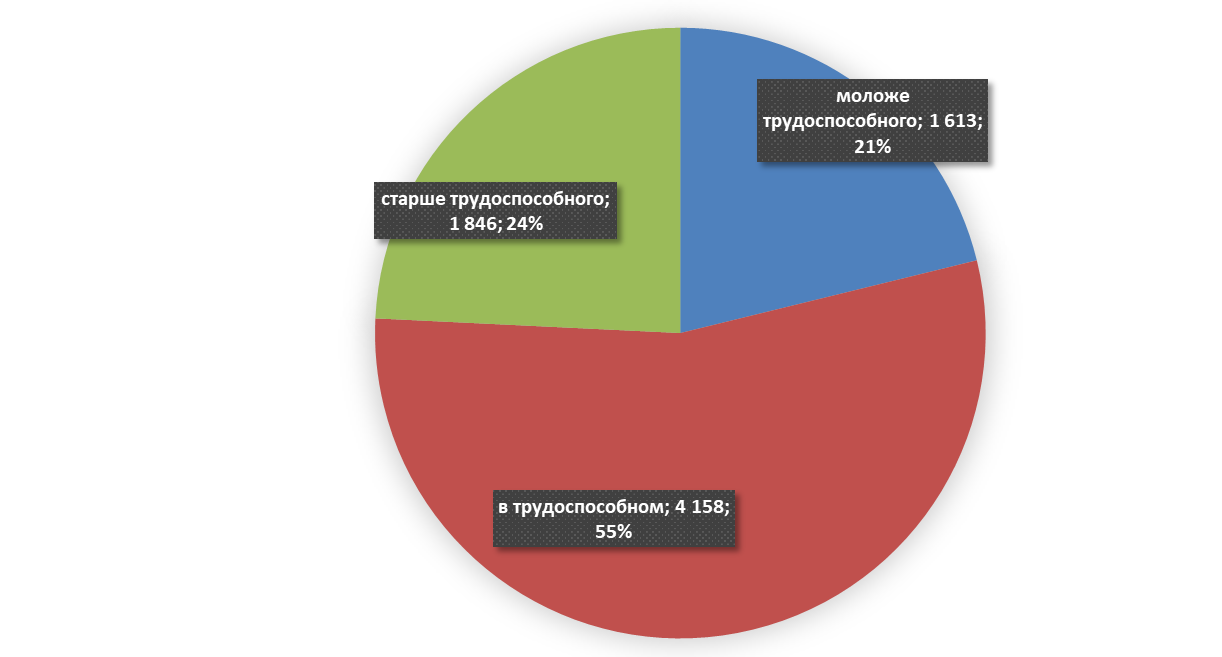 моложе
трудоспособного; 1 613;
21%
старше трудоспособного;
1 846; 24%
в трудоспособном; 4 158;
55%